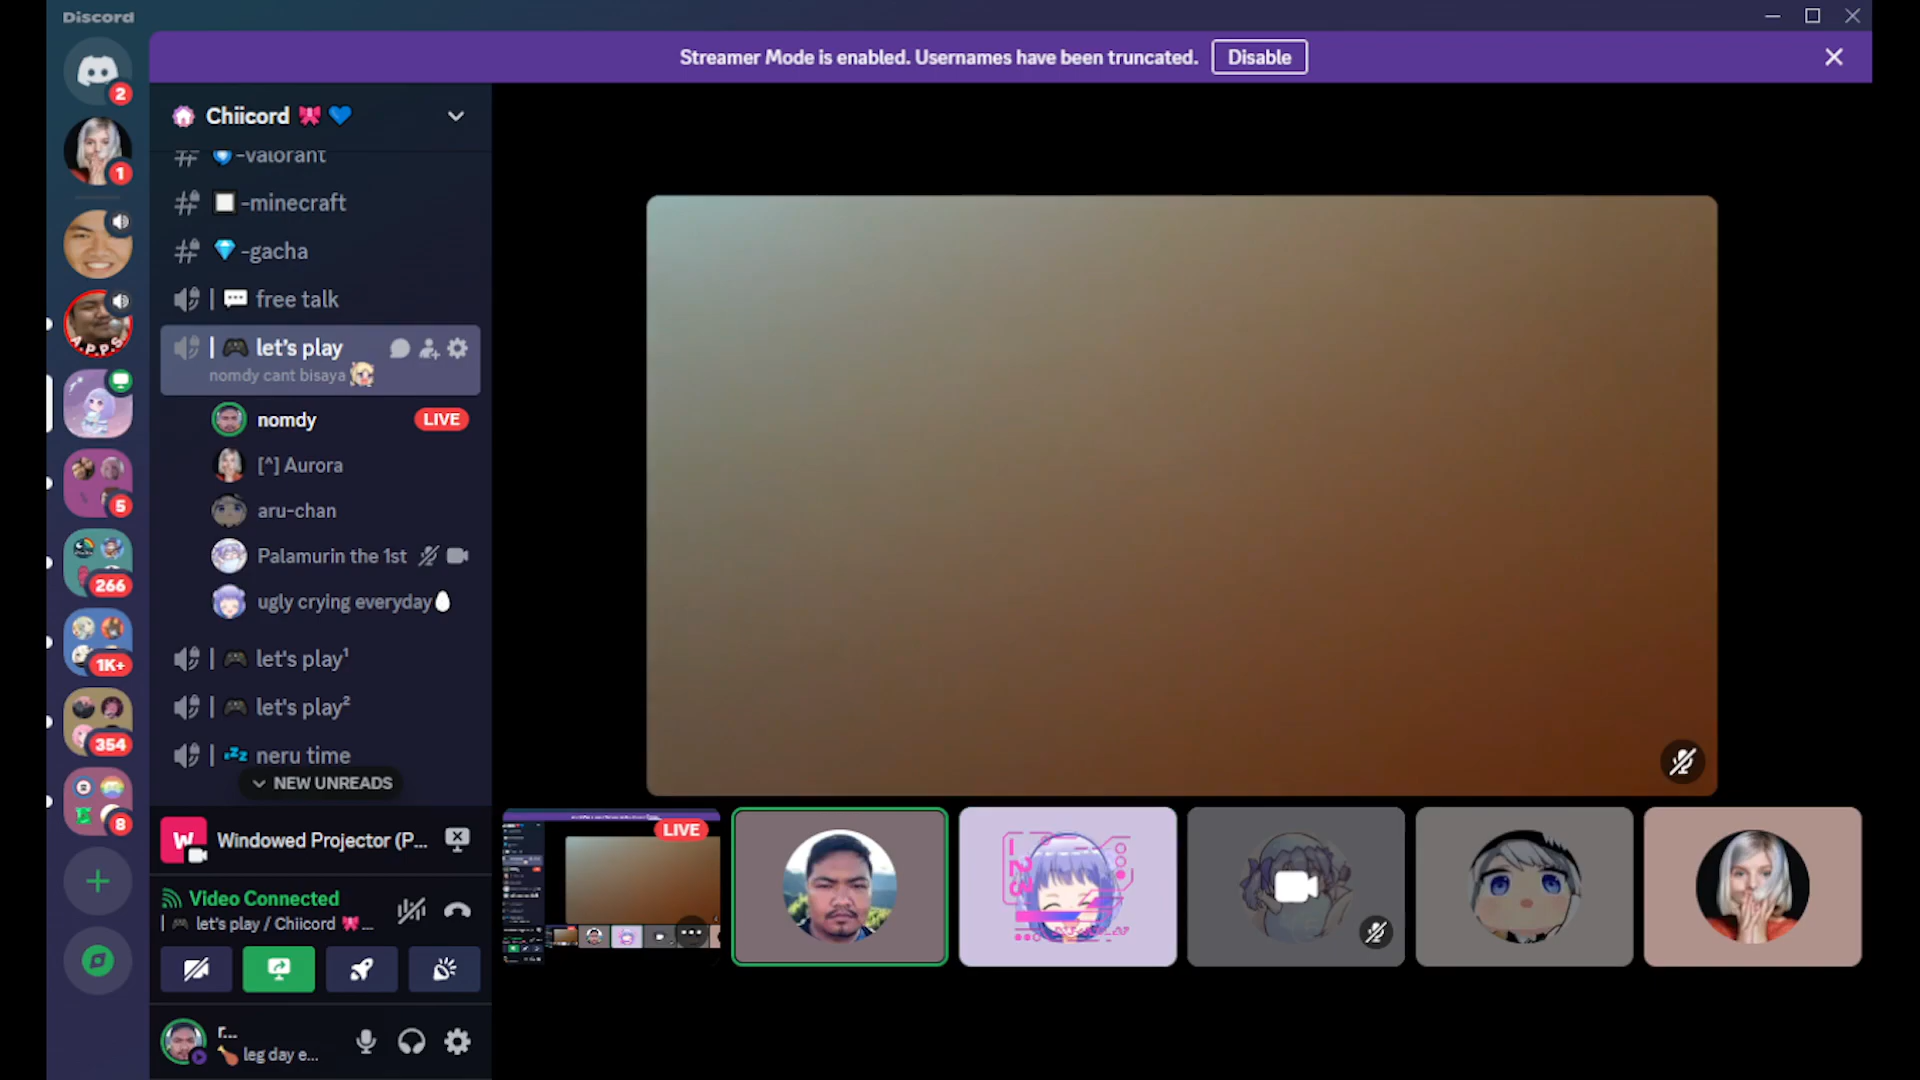 Discord
Streamer Mode is enabled. Usernames have been truncated.
Disable
2
1
5
266
1K+
354
8
A.P.P.S
Chiicord
-valorant
-minecraft
-gacha
| free talk
| let's play
nomdy cant bisaya
nomdy
LIVE
[^] Aurora
aru-chan
Palamurin the 1st
ugly crying everyday
| let's play¹
| let's play²
| neru time
NEW UNREADS
W
Windowed Projector (P...
Video Connected
| let's play / Chiicord ...
r...
leg day e...
LIVE
123